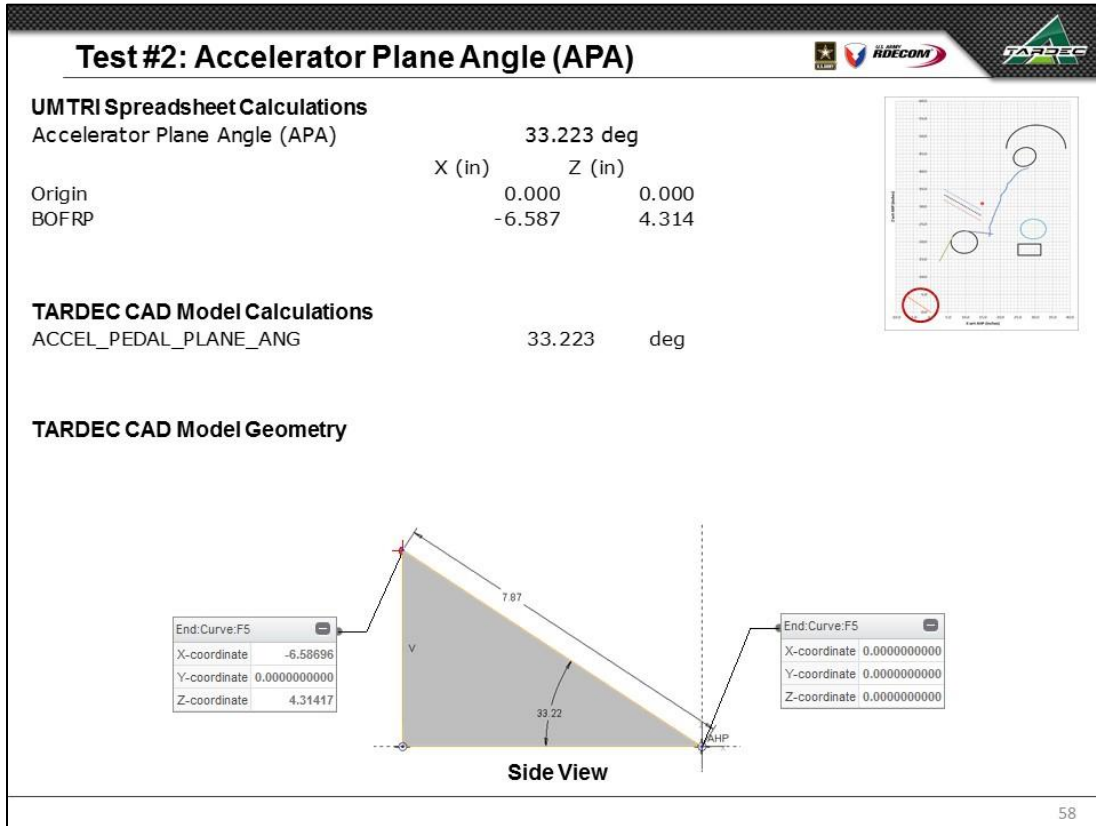 Test #2: Accelerator Plane Angle (APA)
U.S. ARMY
RDECOM
TARDEC
UMTRI Spreadsheet Calculations
Accelerator Plane Angle (APA) 33.223 deg
X (in) Z (in)
Origin 0.000 0.000
BOFRP -6.587 4.314
TARDEC CAD Model Calculations
ACCEL_PEDAL_PLANE_ANG 33.223 deg
TARDEC CAD Model Geometry
7.87
End:Curve:F5
X-coordinate -6.58696
Y-coordinate 0.0000000000
Z-coordinate 4.31417
V
33.22
AHP
End:Curve:F5
X-coordinate 0.0000000000
Y-coordinate 0.0000000000
Z-coordinate 0.0000000000
Side View
58